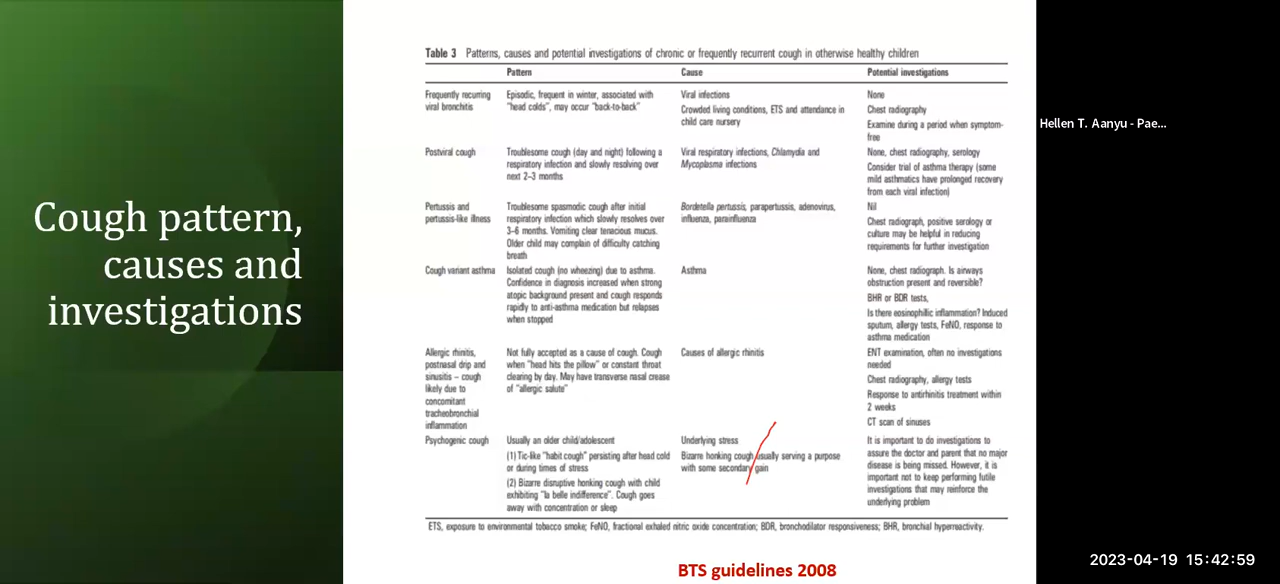 Cough pattern,
causes and
investigations
Table 3 Patterns, causes and potential investigations of chronic or frequently recurrent cough in otherwise healthy children
Pattern Cause Potential investigations
Frequently recurring
viral bronchitis
Episodic, frequent in winter, associated with
"head colds", may occur "back-to-back"
Viral infections
Crowded living conditions, ETS and attendance in
child care nursery
None
Chest radiography
Examine during a period when symptom-
free
Postviral cough
Troublesome cough (day and night) following a
respiratory infection and slowly resolving over
next 2–3 months
Viral respiratory infections, Chlamydia and
Mycoplasma infections
None, chest radiography, serology
Consider trial of asthma therapy (some
mild asthmatics have prolonged recovery
from each viral infection)
Pertussis and
pertussis-like illness
Troublesome spasmodic cough after initial
respiratory infection which slowly resolves over
3–6 months. Vomiting clear tenacious mucus.
Older child may complain of difficulty catching
breath
Bordetella pertussis, parapertussis, adenovirus,
influenza, parainfluenza
Nil
Chest radiograph, positive serology or
culture may be helpful in reducing
requirements for further investigation
Cough variant asthma
Isolated cough (no wheezing) due to asthma.
Confidence in diagnosis increased when strong
atopic background present and cough responds
rapidly to anti-asthma medication but relapses
when stopped
Asthma
None, chest radiograph. Is airways
obstruction present and reversible?
BHR or BDR tests,
Is there eosinophillic inflammation? Induced
sputum, allergy tests, FeNO, response to
asthma medication
Allergic rhinitis,
postnasal drip and
sinusitis – cough
likely due to
concomitant
tracheobronchial
inflammation
Not fully accepted as a cause of cough. Cough
when "head hits the pillow" or constant throat
clearing by day. May have transverse nasal crease
of "allergic salute"
Causes of allergic rhinitis
ENT examination, often no investigations
needed
Chest radiography, allergy tests
Response to antirhinitis treatment within
2 weeks
CT scan of sinuses
Psychogenic cough
Usually an older child/adolescent
(1) Tic-like "habit cough" persisting after head cold
or during times of stress
(2) Bizarre disruptive honking cough with child
exhibiting "la belle indifference". Cough goes
away with concentration or sleep
Underlying stress
Bizarre honking cough usually serving a purpose
with some secondary gain
It is important to do investigations to
assure the doctor and parent that no major
disease is being missed. However, it is
important not to keep performing futile
investigations that may reinforce the
underlying problem
ETS, exposure to environmental tobacco smoke; FeNO, fractional exhaled nitric oxide concentration; BDR, bronchodilator responsiveness; BHR, bronchial hyperreactivity.
BTS guidelines 2008
Hellen T. Aanyu - Pae...
2023-04-19 15:42:59